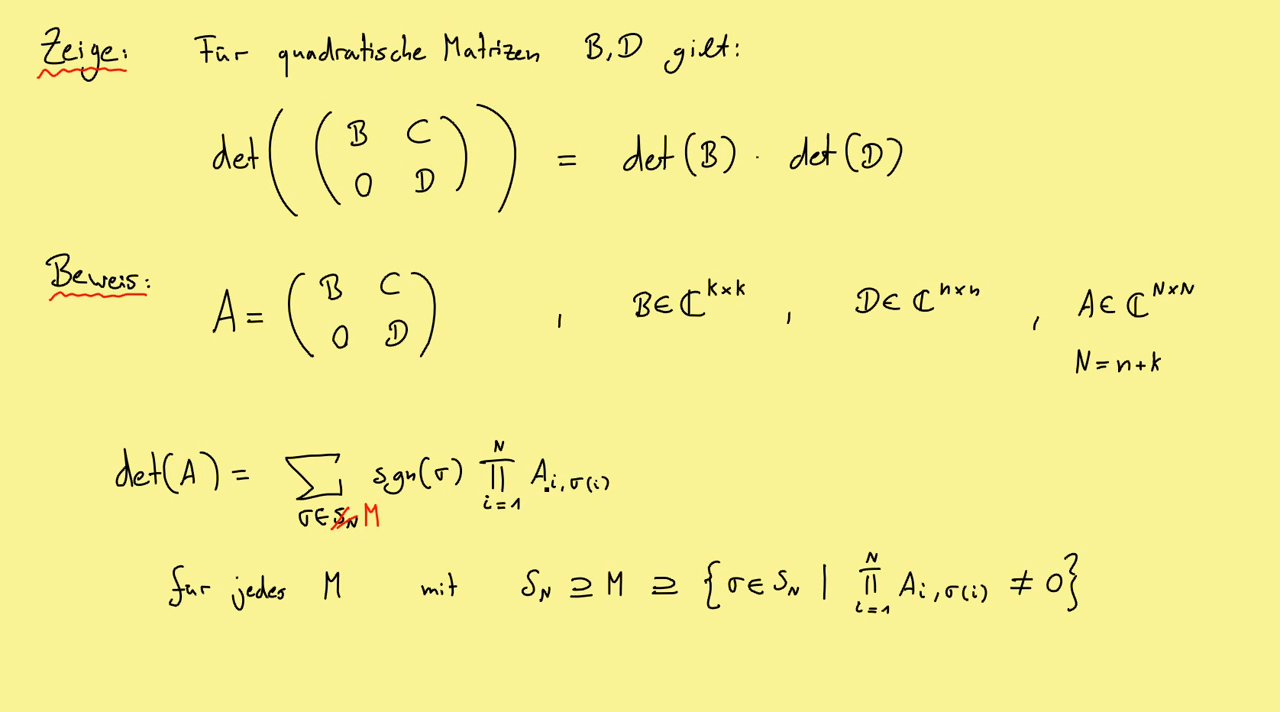 Zeige: Für quadratische Matrizen B, D gilt:
det( ( B C
0 D ) ) = det(B) · det(D)
Beweis: A = ( B C
0 D ) , B ∈ ℂ^{k×k} , D ∈ ℂ^{n×n} , A ∈ ℂ^{N×N}
N = n+k
det(A) = ∑_{σ∈S_N M} sgn(σ) ∏_{i=1}^{N} A_{i,σ(i)}
für jedes M mit S_N ⊇ M ⊇ {σ ∈ S_N | ∏_{i=1}^{N} A_{i,σ(i)} ≠ 0}